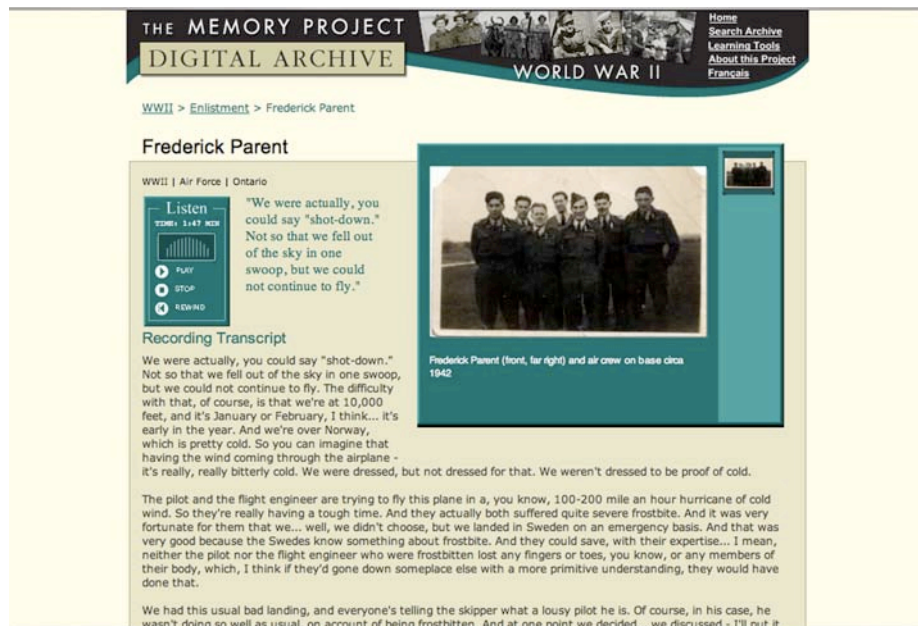 THE MEMORY PROJECT
DIGITAL ARCHIVE
WORLD WAR II
Home
Search Archive
Learning Tools
About this Project
Français
WWII > Enlistment > Frederick Parent
Frederick Parent
WWII | Air Force | Ontario
Listen
TIME: 1:47 MIN
PLAY
STOP
REWIND
"We were actually, you
could say "shot-down."
Not so that we fell out
of the sky in one
swoop, but we could
not continue to fly."
Frederick Parent (front, far right) and air crew on base circa
1942
Recording Transcript
We were actually, you could say "shot-down."
Not so that we fell out of the sky in one swoop,
but we could not continue to fly. The difficulty
with that, of course, is that we're at 10,000
feet, and it's January or February, I think... it's
early in the year. And we're over Norway,
which is pretty cold. So you can imagine that
having the wind coming through the airplane -
it's really, really bitterly cold. We were dressed, but not dressed for that. We weren't dressed to be proof of cold.
The pilot and the flight engineer are trying to fly this plane in a, you know, 100-200 mile an hour hurricane of cold
wind. So they're really having a tough time. And they actually both suffered quite severe frostbite. And it was very
fortunate for them that we... well, we didn't choose, but we landed in Sweden on an emergency basis. And that was
very good because the Swedes know something about frostbite. And they could save, with their expertise... I mean,
neither the pilot nor the flight engineer who were frostbitten lost any fingers or toes, you know, or any members of
their body, which, I think if they'd gone down someplace else with a more primitive understanding, they would have
done that.
We had this usual bad landing, and everyone's telling the skipper what a lousy pilot he is. Of course, in his case, he
wasn't doing so well as usual, on account of being frostbitten. And at one point we decided... we discussed - I'll put it